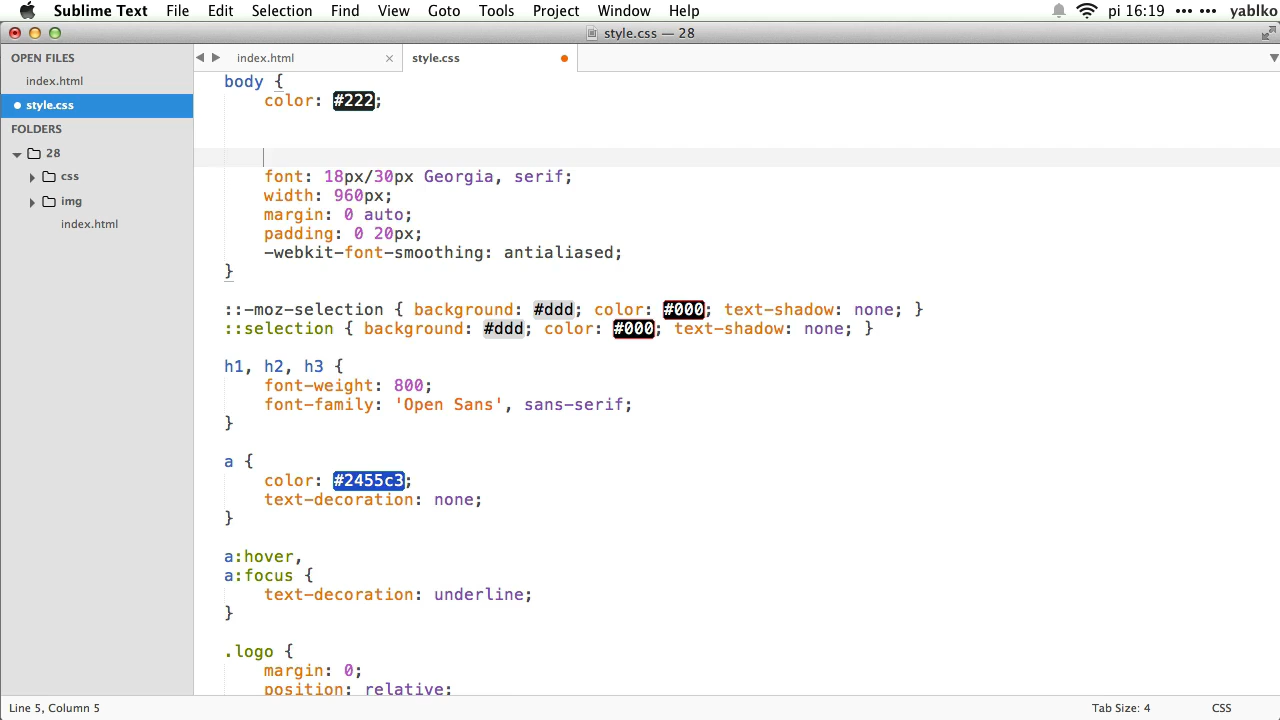 Sublime Text File Edit Selection Find View Goto Tools Project Window Help pi 16:19 yablko
style.css — 28
OPEN FILES
index.html
style.css
FOLDERS
28
css
img
index.html
index.html × style.css
body {
    color: #222;
    font: 18px/30px Georgia, serif;
    width: 960px;
    margin: 0 auto;
    padding: 0 20px;
    -webkit-font-smoothing: antialiased;
}
::-moz-selection { background: #ddd; color: #000; text-shadow: none; }
::selection { background: #ddd; color: #000; text-shadow: none; }
h1, h2, h3 {
    font-weight: 800;
    font-family: 'Open Sans', sans-serif;
}
a {
    color: #2455c3;
    text-decoration: none;
}
a:hover,
a:focus {
    text-decoration: underline;
}
.logo {
    margin: 0;
    position: relative;
Line 5, Column 5 Tab Size: 4 CSS